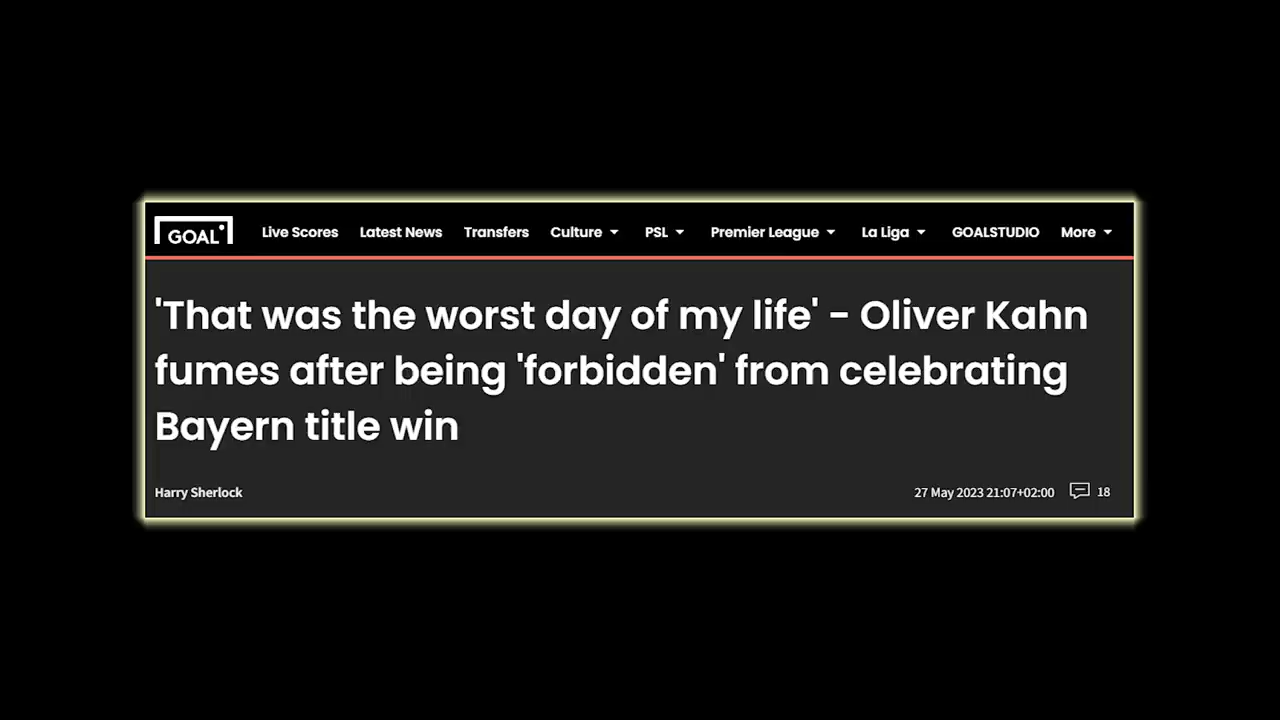 GOAL Live Scores Latest News Transfers Culture PSL Premier League La Liga GOALSTUDIO More
'That was the worst day of my life' - Oliver Kahn
fumes after being 'forbidden' from celebrating
Bayern title win
Harry Sherlock 27 May 2023 21:07+02:00 18